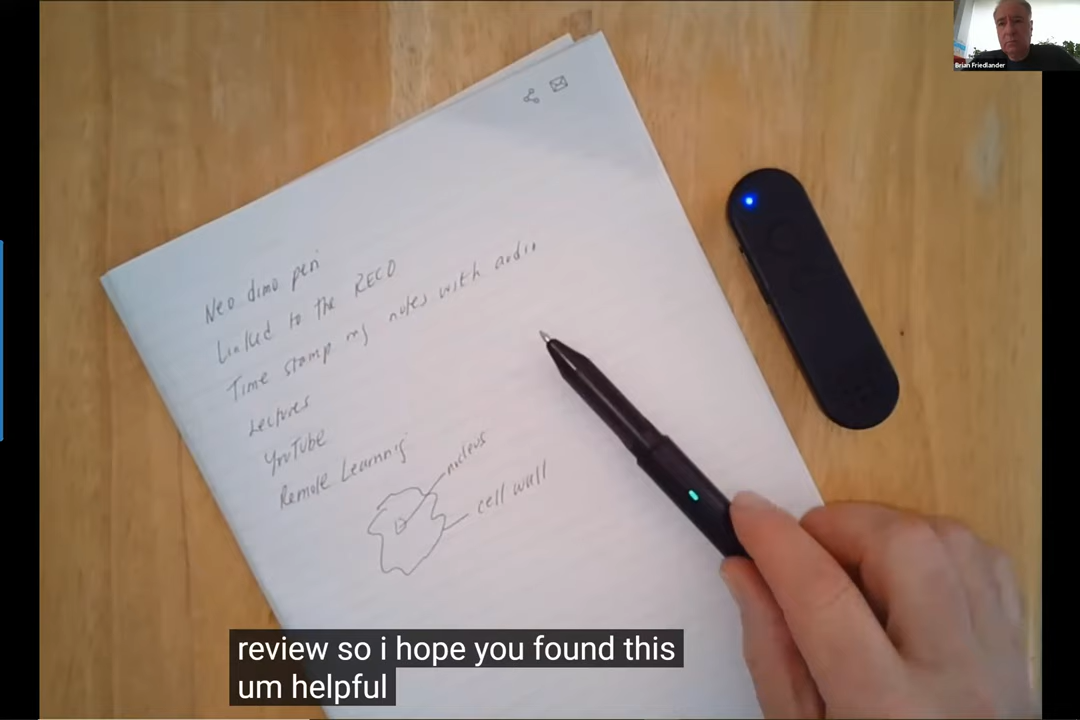 Brian Friedlander
Neo dimo pen
Linked to the RECO
Time stamp my notes with audio
Lectures
YouTube
Remote Learning
nucleus
cell wall
review so i hope you found this
um helpful